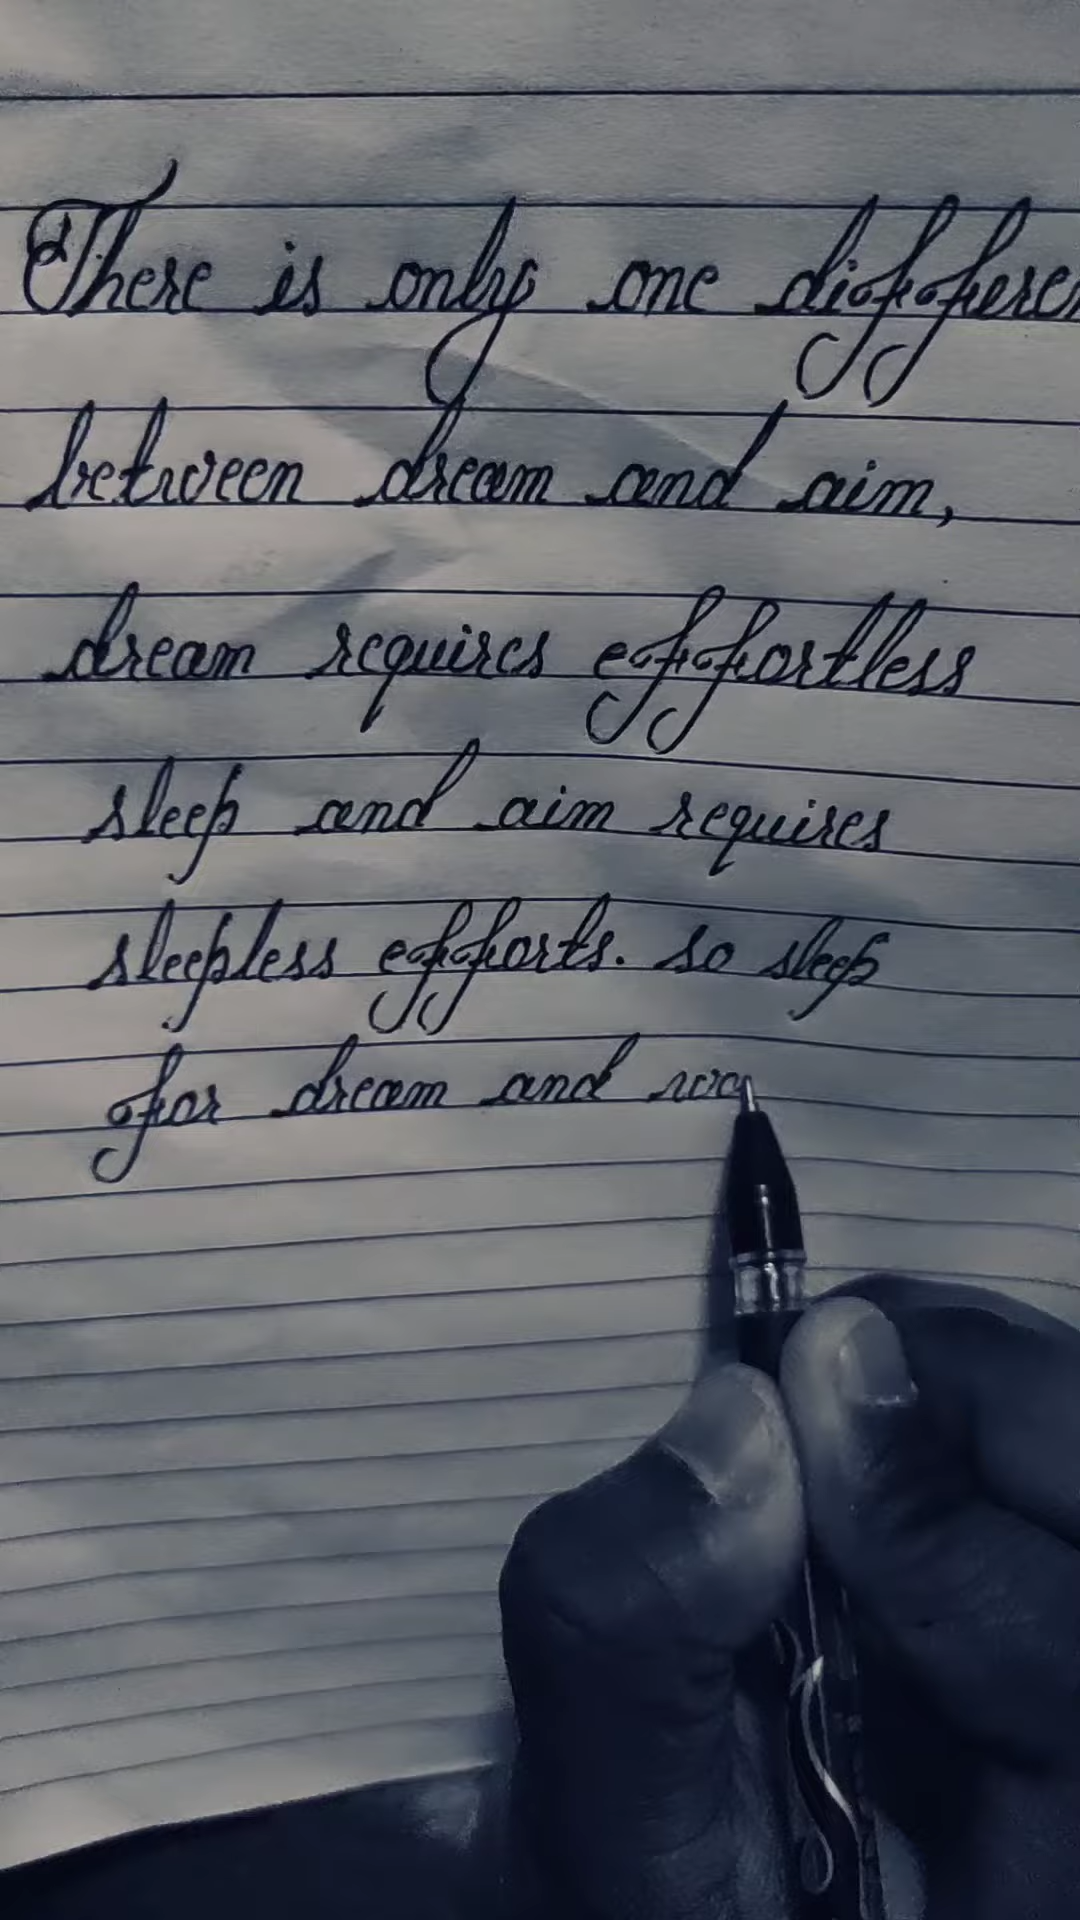 There is only one differen
between dream and aim,
dream requires effortless
sleep and aim requires
sleepless efforts. so sleep
for dream and